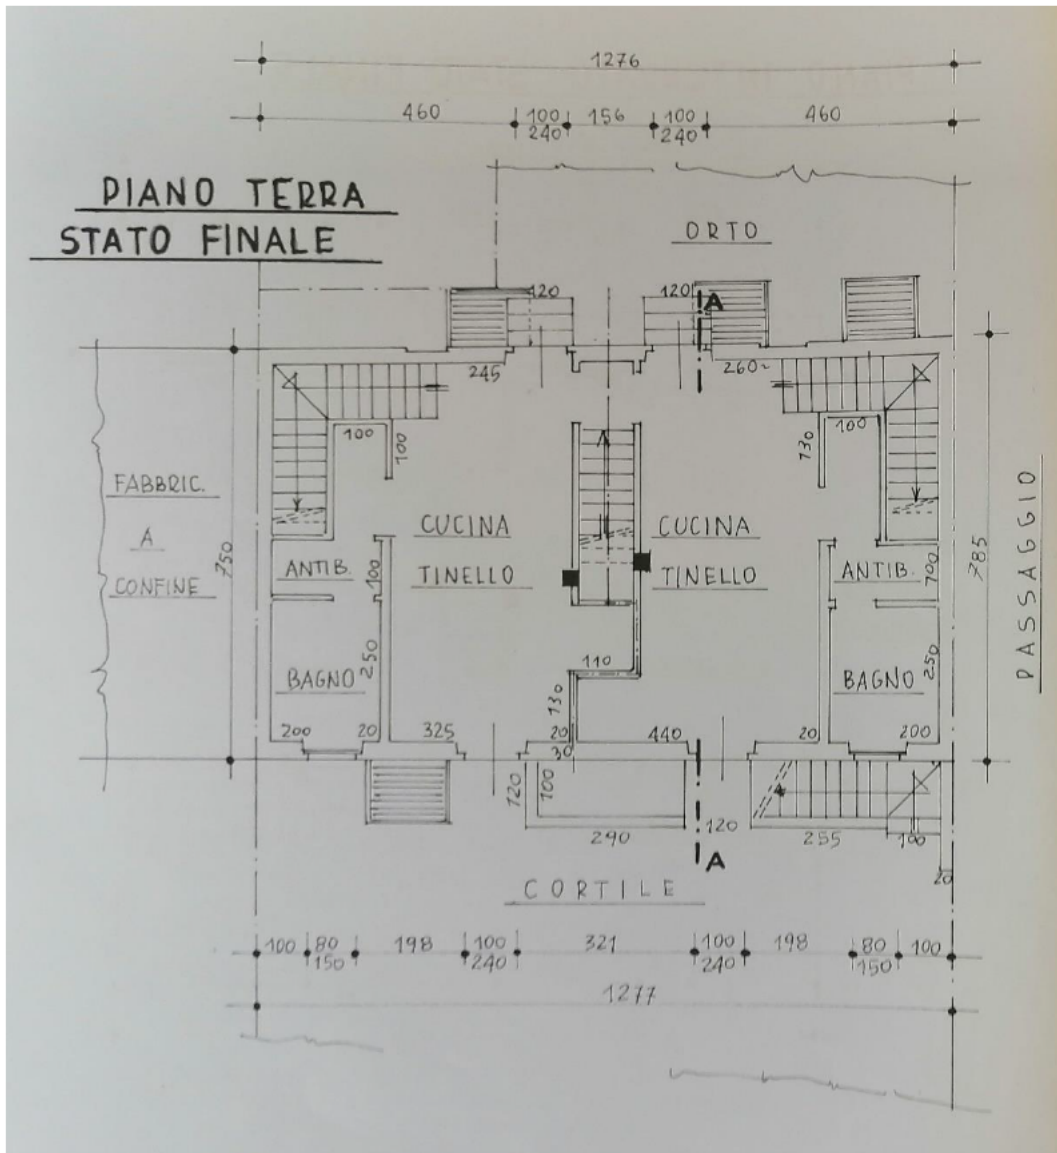 1276
460 100 156 100 460
240 240
PIANO TERRA
STATO FINALE
ORTO
120 120 A
245 260
100 100 130 100
FABBRIC.
A
CONFINE
750
CUCINA
TINELLO
CUCINA
TINELLO
ANTIB.
100
ANTIB.
100
785
PASSAGGIO
BAGNO
250
110
130
BAGNO
250
200 20 325 20 440 20 200
30
120 100
290 120 255 100
A
20
CORTILE
100 80 198 100 321 100 198 80 100
150 240 240 150
1277